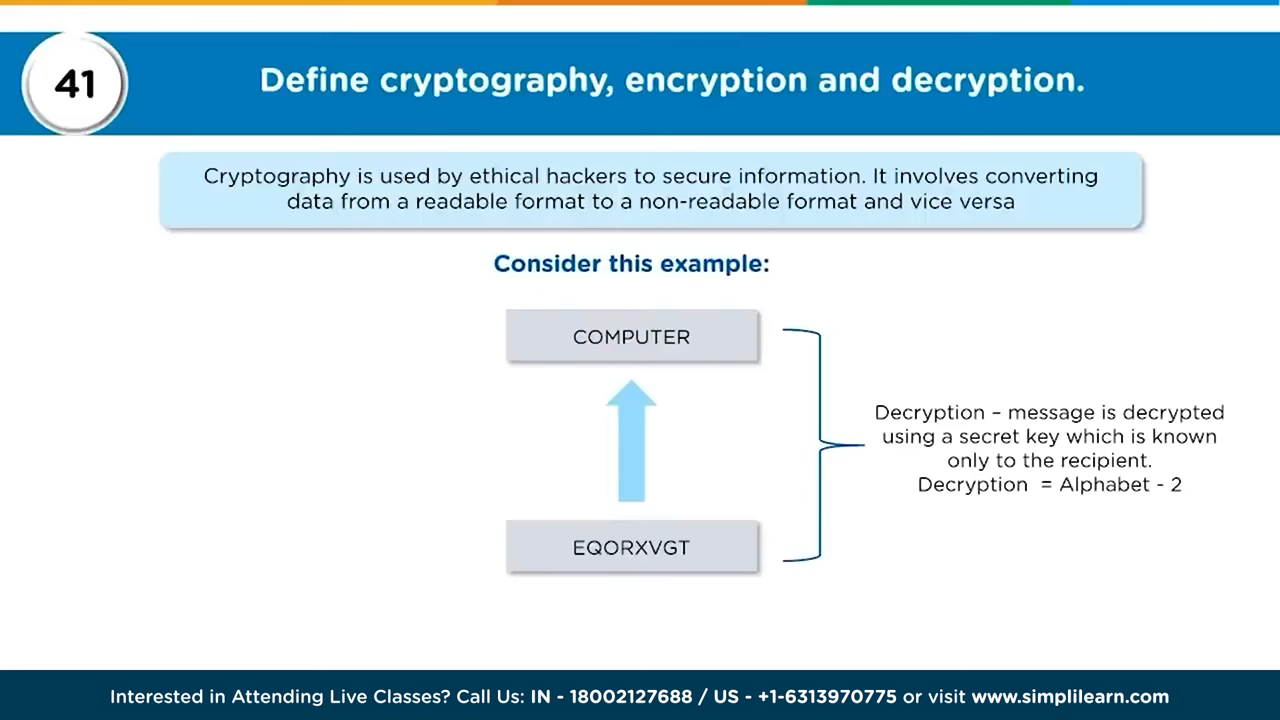 41
Define cryptography, encryption and decryption.
Cryptography is used by ethical hackers to secure information. It involves converting
data from a readable format to a non-readable format and vice versa
Consider this example:
COMPUTER
Decryption – message is decrypted
using a secret key which is known
only to the recipient.
Decryption = Alphabet - 2
EQORXVGT
Interested in Attending Live Classes? Call Us: IN - 18002127688 / US - +1-6313970775 or visit www.simplilearn.com